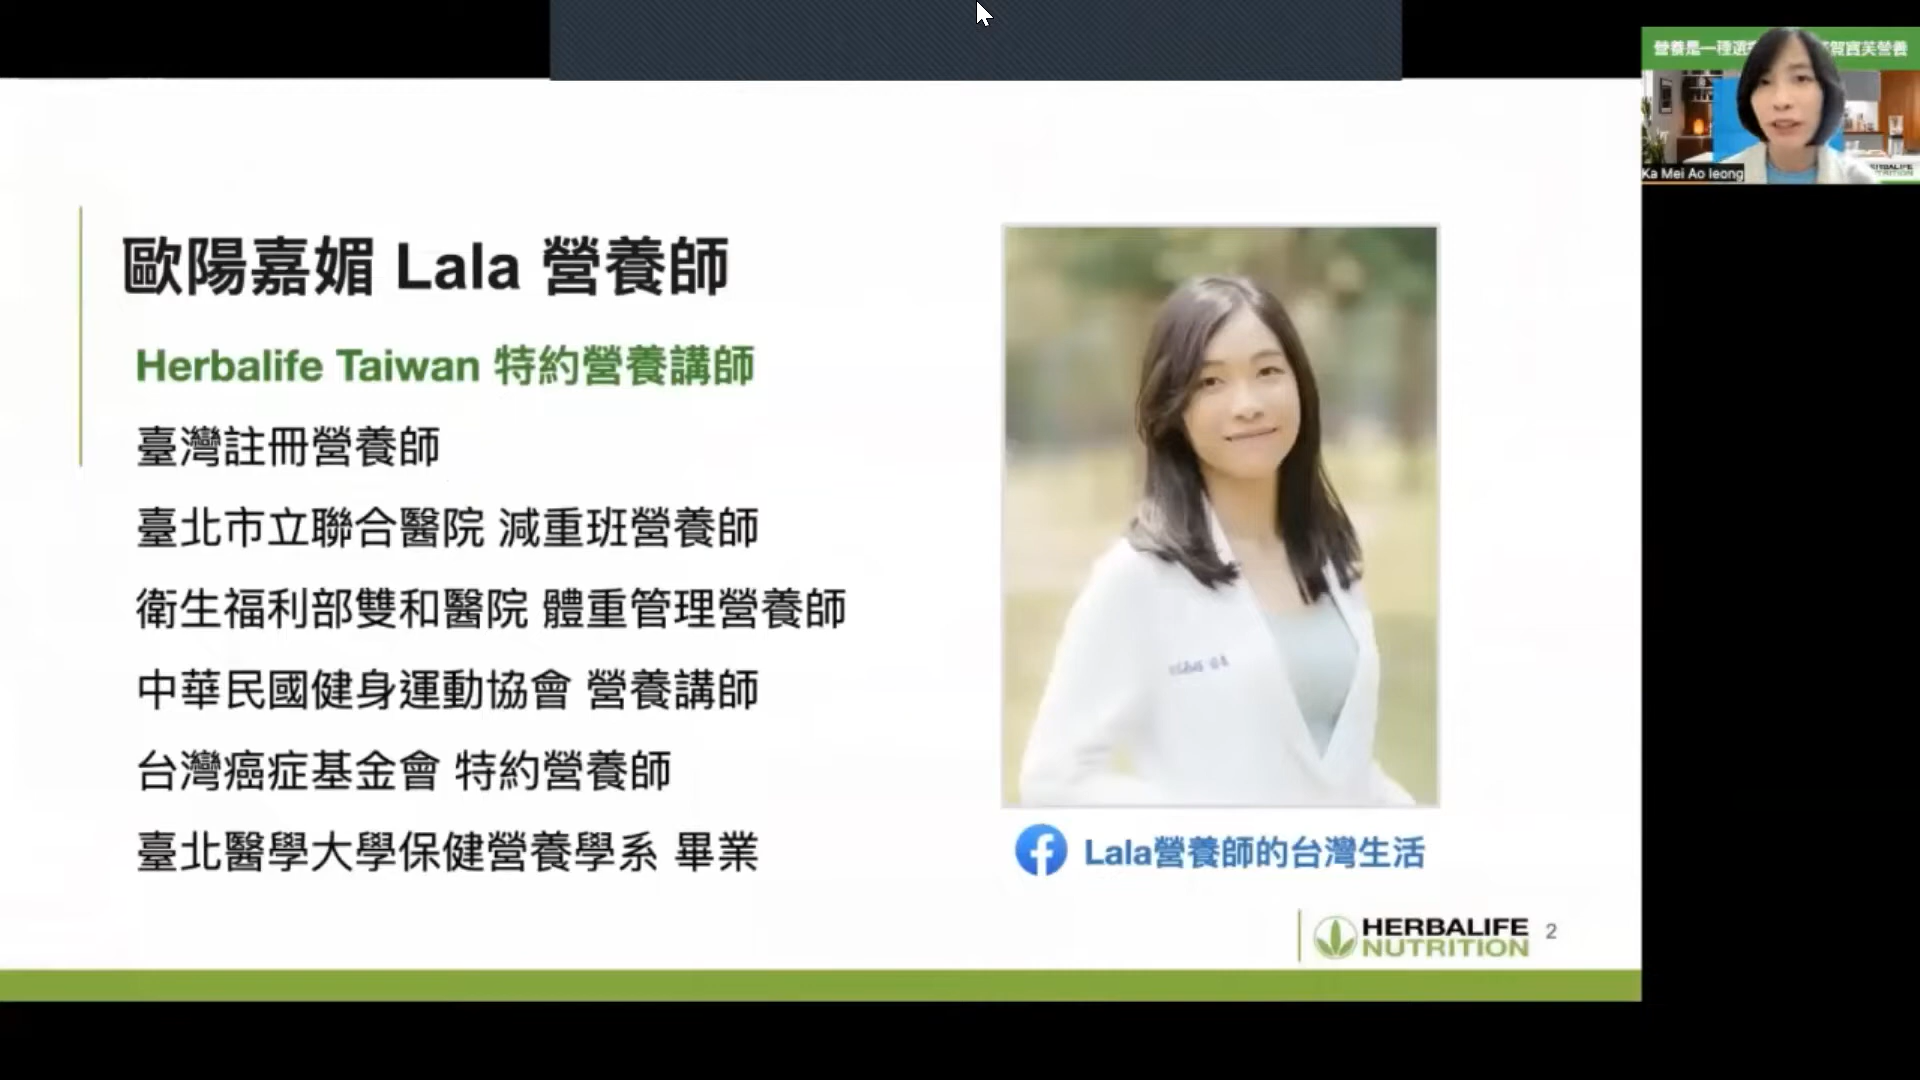 歐陽嘉媚 Lala 營養師
Herbalife Taiwan 特約營養講師
臺灣註冊營養師
臺北市立聯合醫院 減重班營養師
衛生福利部雙和醫院 體重管理營養師
中華民國健身運動協會 營養講師
台灣癌症基金會 特約營養師
臺北醫學大學保健營養學系 畢業
Lala營養師的台灣生活
HERBALIFE
NUTRITION
2
營養是一種選
賀寶芙營養
Ka Mei Ao Ieong